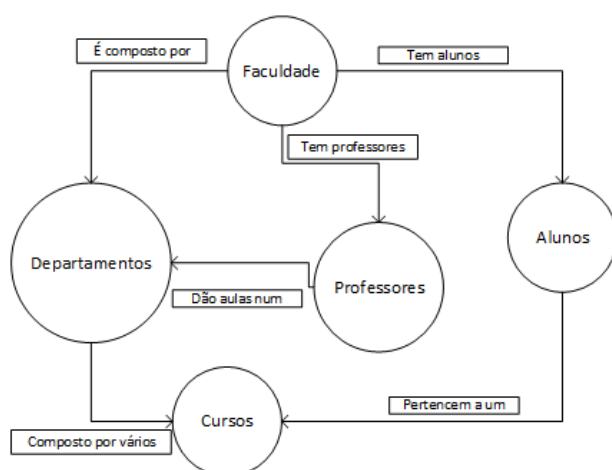 É composto por
Faculdade
Tem alunos
Tem professores
Departamentos
Professores
Alunos
Dão aulas num
Composto por vários
Cursos
Pertencem a um